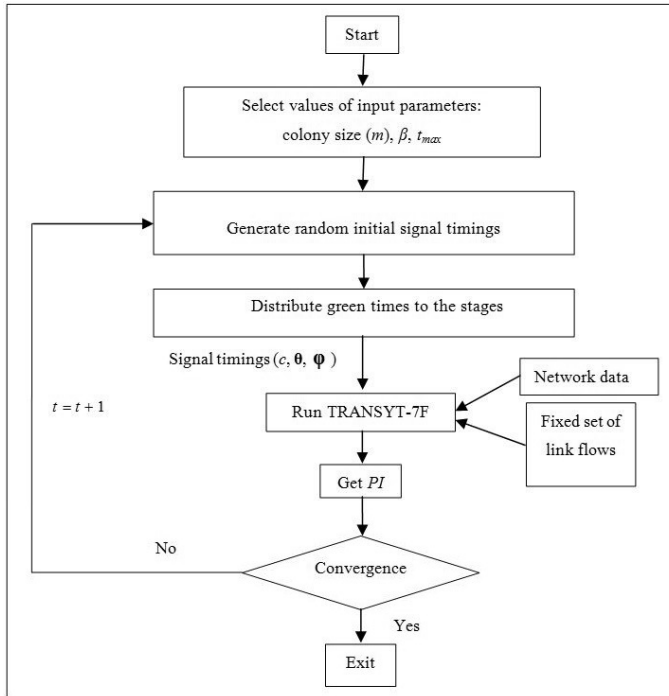 Start
Select values of input parameters:
colony size (m), β, tmax
Generate random initial signal timings
Distribute green times to the stages
Signal timings (c, θ, φ )
Network data
t = t + 1
Run TRANSYT-7F
Fixed set of
link flows
Get PI
No
Convergence
Yes
Exit